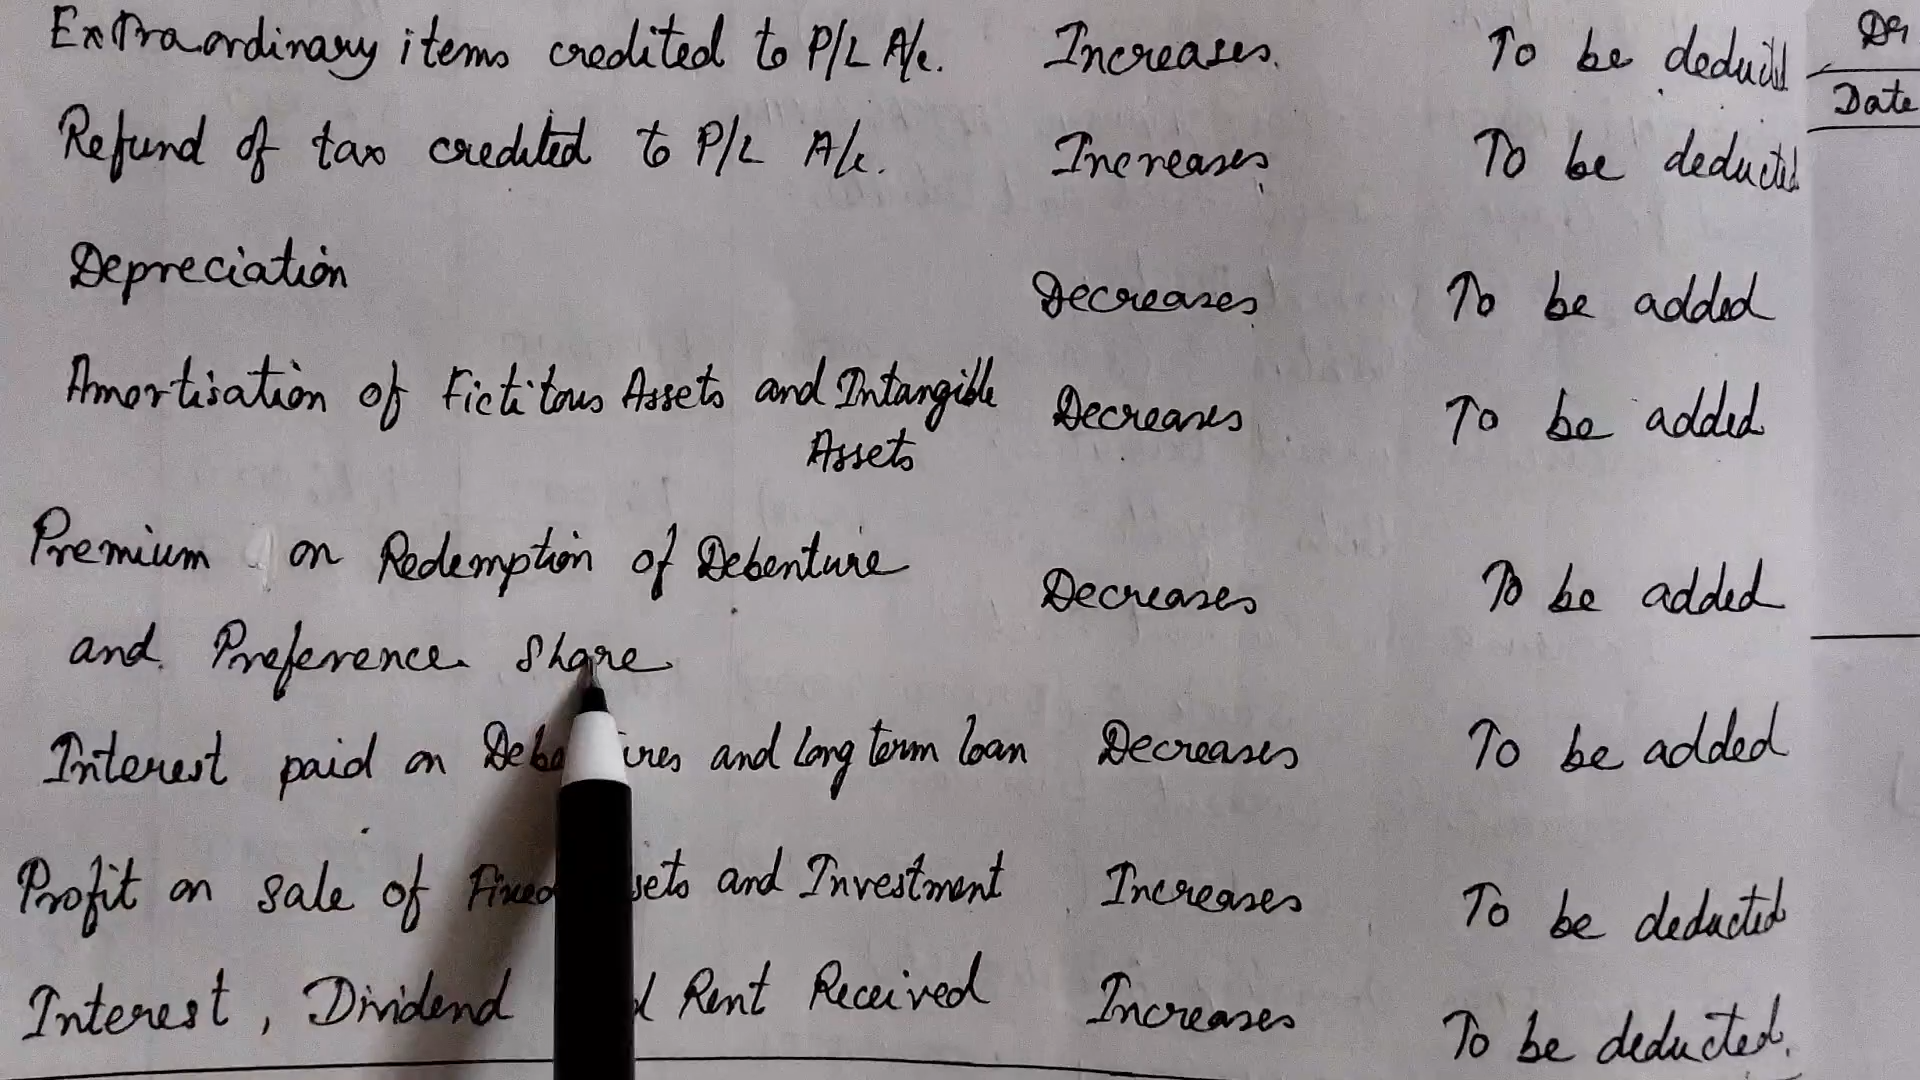 Extraordinary items credited to P/L A/c. Increases. To be deducted
Dr
Date
Refund of tax credited to P/L A/c. Increases To be deducted
Depreciation Decreases To be added
Amortisation of Fictitous Assets and Intangible Assets Decreases To be added
Premium on Redemption of Debenture Decreases To be added
and Preference Share
Interest paid on Debentures and Long term loan Decreases To be added
Profit on sale of Fixed Assets and Investment Increases To be deducted
Interest, Dividend and Rent Received Increases To be deducted.